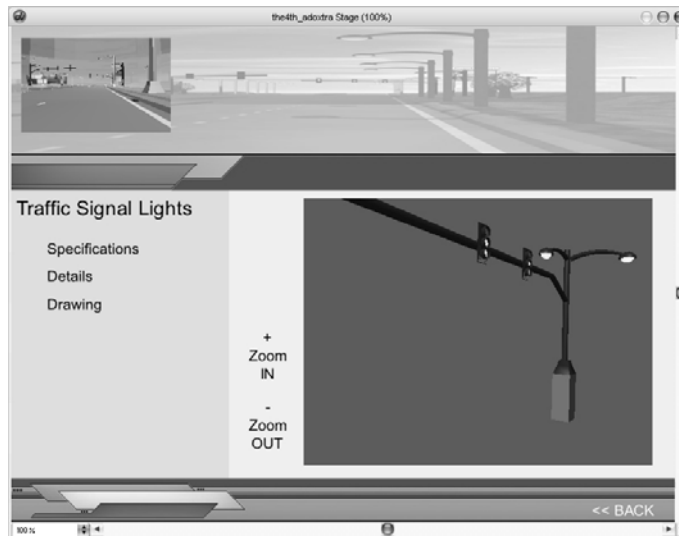 the4th_adoxtra Stage (100%)
Traffic Signal Lights
Specifications
Details
Drawing
+
Zoom
IN
-
Zoom
OUT
<< BACK
100%